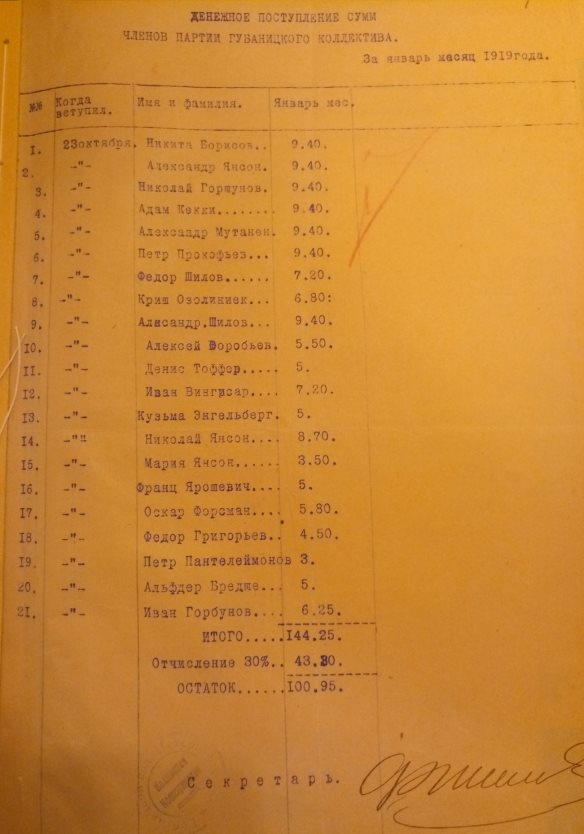 ДЕНЕЖНОЕ ПОСТУПЛЕНИЕ СУММ
ЧЛЕНОВ ПАРТИИ ГУБАНИЦКОГО КОЛЛЕКТИВА.
За январь месяц 1919года.
№№ Когда вступил. Имя и фамилия. Январь мес.
1. 23октября. Никита Борисов.. 9.40.
2. -"- Александр Янсон. 9.40.
3. -"- Николай Горшунов. 9.40.
4. -"- Адам Кекки........ 9.40.
5. -"- Александр Мутанен. 9.40.
6. -"- Петр Прокофьев... 9.40.
7. -"- Федор Шилов...... 7.20.
8. -"- Криш Озолиниек... 6.80:
9. -"- Алксандр.Шилов... 9.40.
10. -"- Алексей Воробьев. 5.50.
11. -"- Денис Тоффер..... 5.
12. -"- Иван Вингисар.... 7.20.
13. -"- Кузьма Энгельберг. 5.
14. -"" Николай Янсон.... 8.70.
15. -"- Мария Янсон...... 3.50.
16. -"- Франц Ярошевич.... 5.
17. -"- Оскар Форсман.... 5.80.
18. -"- Федор Григорьев.. 4.50.
19. -"- Петр Пантелеймонов 3.
20. -"- Альфдер Бредше... 5.
21. -"- Иван Горбунов.... 6.25.
ИТОГО.....144.25.
Отчисление 30%.. 43.30.
ОСТАТОК......100.95.
Секретарь.